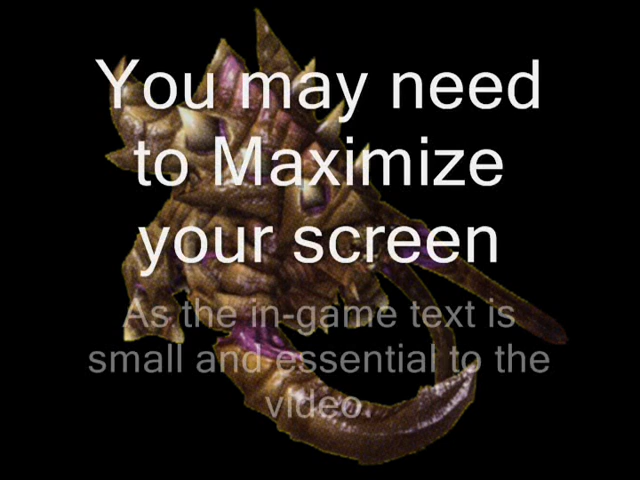 You may need
to Maximize
your screen
As the in-game text is
small and essential to the
video.